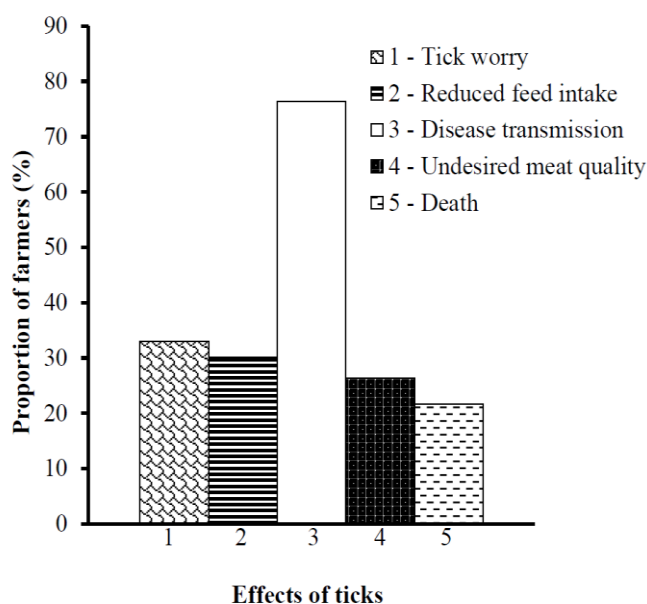 90
80
70
60
50
40
30
20
10
0
Proportion of farmers (%)
1 - Tick worry
2 - Reduced feed intake
3 - Disease transmission
4 - Undesired meat quality
5 - Death
1 2 3 4 5
Effects of ticks